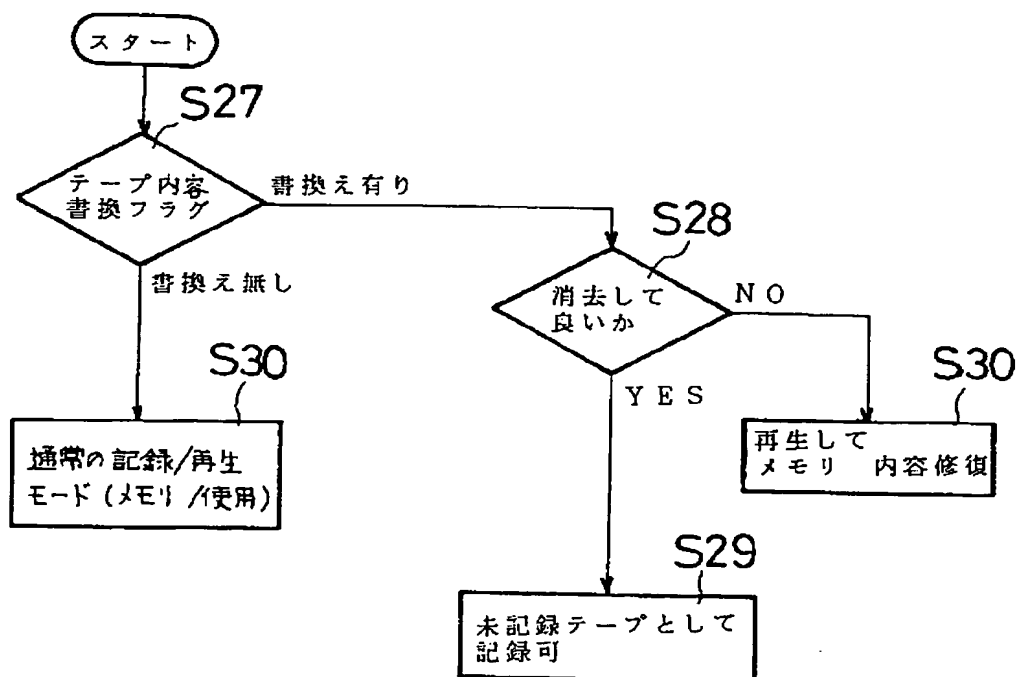 スタート
S27
テープ内容
書換フラグ
書換え有り
書換え無し
S28
消去して
良いか
NO
YES
S30
通常の記録/再生
モード(メモリ/使用)
S30
再生して
メモリ 内容修復
S29
未記録テープとして
記録可